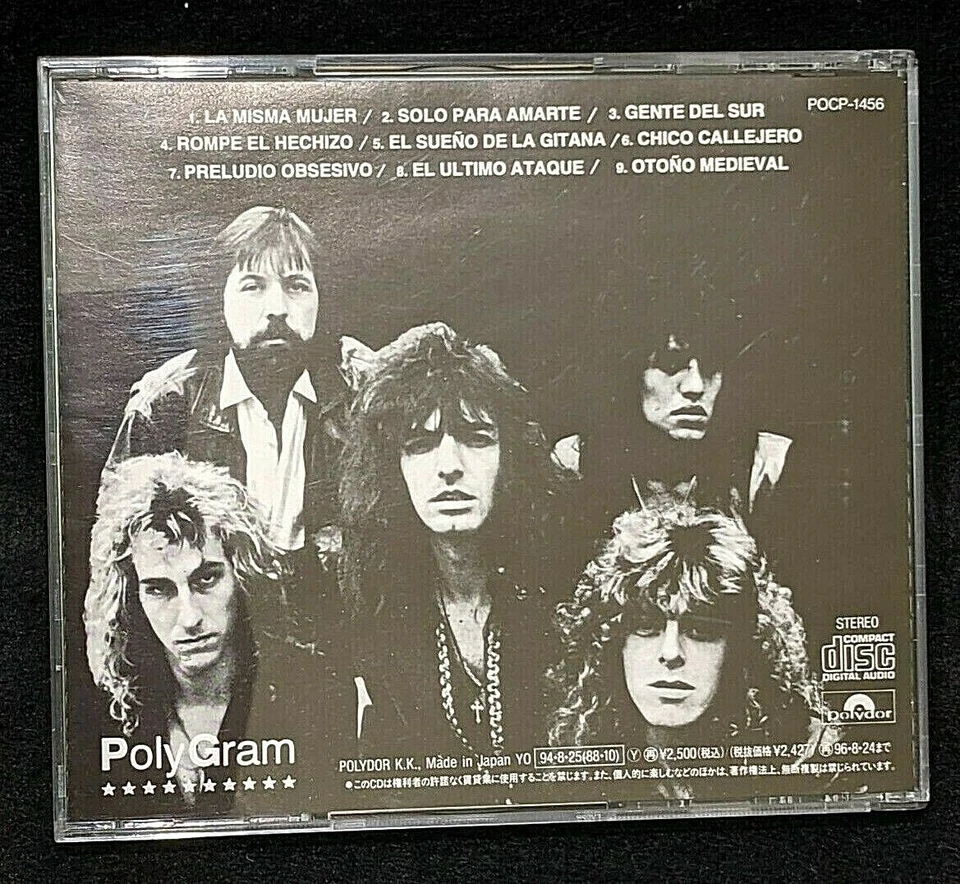 POCP-1456
1. LA MISMA MUJER / 2. SOLO PARA AMARTE / 3. GENTE DEL SUR
4. ROMPE EL HECHIZO / 5. EL SUEÑO DE LA GITANA / 6. CHICO CALLEJERO
7. PRELUDIO OBSESIVO / 8. EL ULTIMO ATAQUE / 9. OTOÑO MEDIEVAL
STEREO
COMPACT
disc
DIGITAL AUDIO
polydor
PolyGram
POLYDOR K.K., Made in Japan YO 94·8·25(88·10) Ⓨ 再 ¥2,500(税込) (税抜価格¥2,427) 再 96·8·24まで
●このCDは権利者の許諾なく賃貸業に使用することを禁じます。また、個人的に楽しむなどのほかは、著作権法上、無断複製は禁じられています。